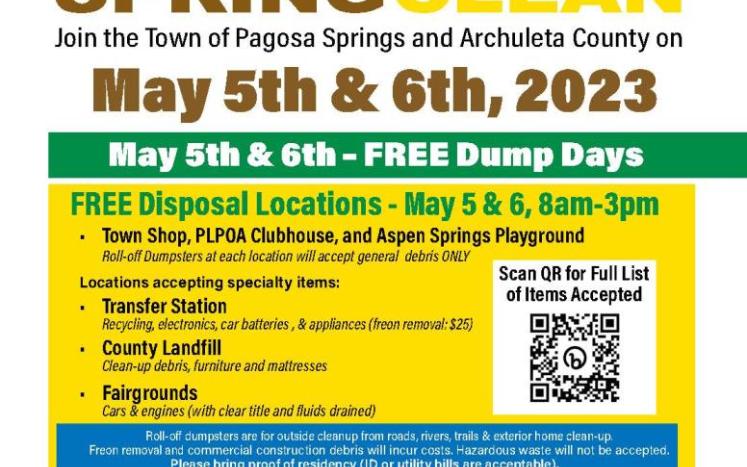 SPRING CLEAN
Join the Town of Pagosa Springs and Archuleta County on
May 5th & 6th, 2023
May 5th & 6th – FREE Dump Days
FREE Disposal Locations - May 5 & 6, 8am-3pm
▪ Town Shop, PLPOA Clubhouse, and Aspen Springs Playground
Roll-off Dumpsters at each location will accept general debris ONLY
Locations accepting specialty items:
▪ Transfer Station
Recycling, electronics, car batteries , & appliances (freon removal: $25)
▪ County Landfill
Clean-up debris, furniture and mattresses
▪ Fairgrounds
Cars & engines (with clear title and fluids drained)
Scan QR for Full List
of Items Accepted
Roll-off dumpsters are for outside cleanup from roads, rivers, trails & exterior home clean-up.
Freon removal and commercial construction debris will incur costs. Hazardous waste will not be accepted.
Please bring proof of residency (ID or utility bills are acceptable).